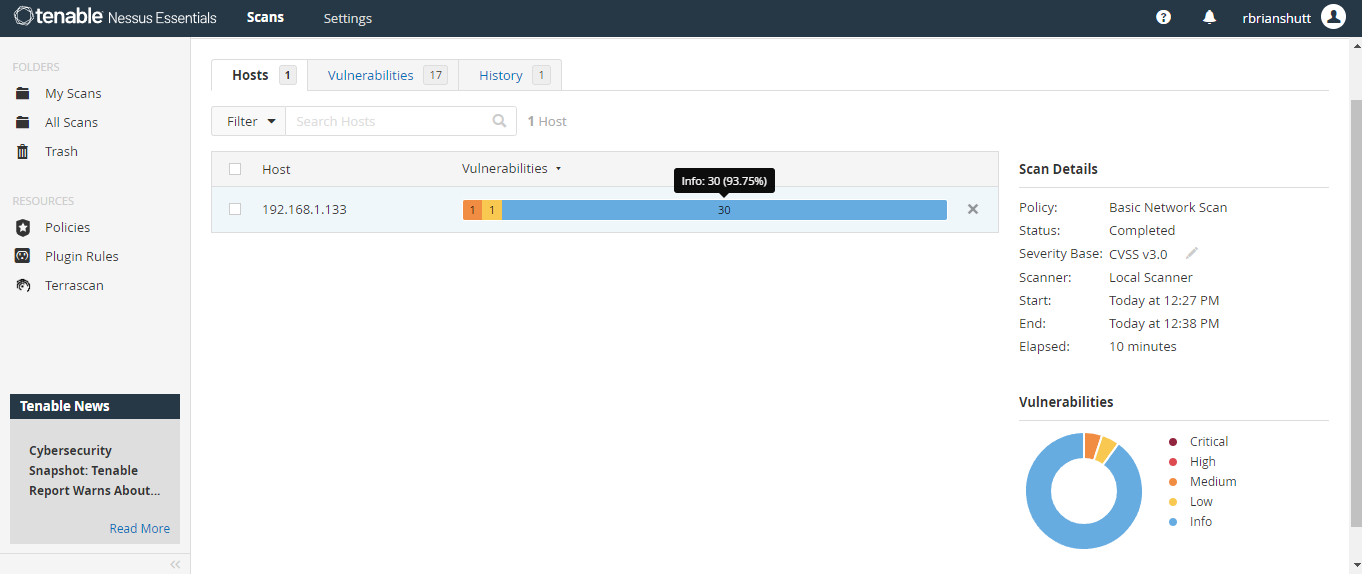 tenable Nessus Essentials Scans Settings rbrianshutt
FOLDERS
My Scans
All Scans
Trash
RESOURCES
Policies
Plugin Rules
Terrascan
Tenable News
Cybersecurity
Snapshot: Tenable
Report Warns About...
Read More
Hosts 1 Vulnerabilities 17 History 1
Filter Search Hosts 1 Host
Host Vulnerabilities
Info: 30 (93.75%)
192.168.1.133 1 1 30
Scan Details
Policy: Basic Network Scan
Status: Completed
Severity Base: CVSS v3.0
Scanner: Local Scanner
Start: Today at 12:27 PM
End: Today at 12:38 PM
Elapsed: 10 minutes
Vulnerabilities
Critical
High
Medium
Low
Info